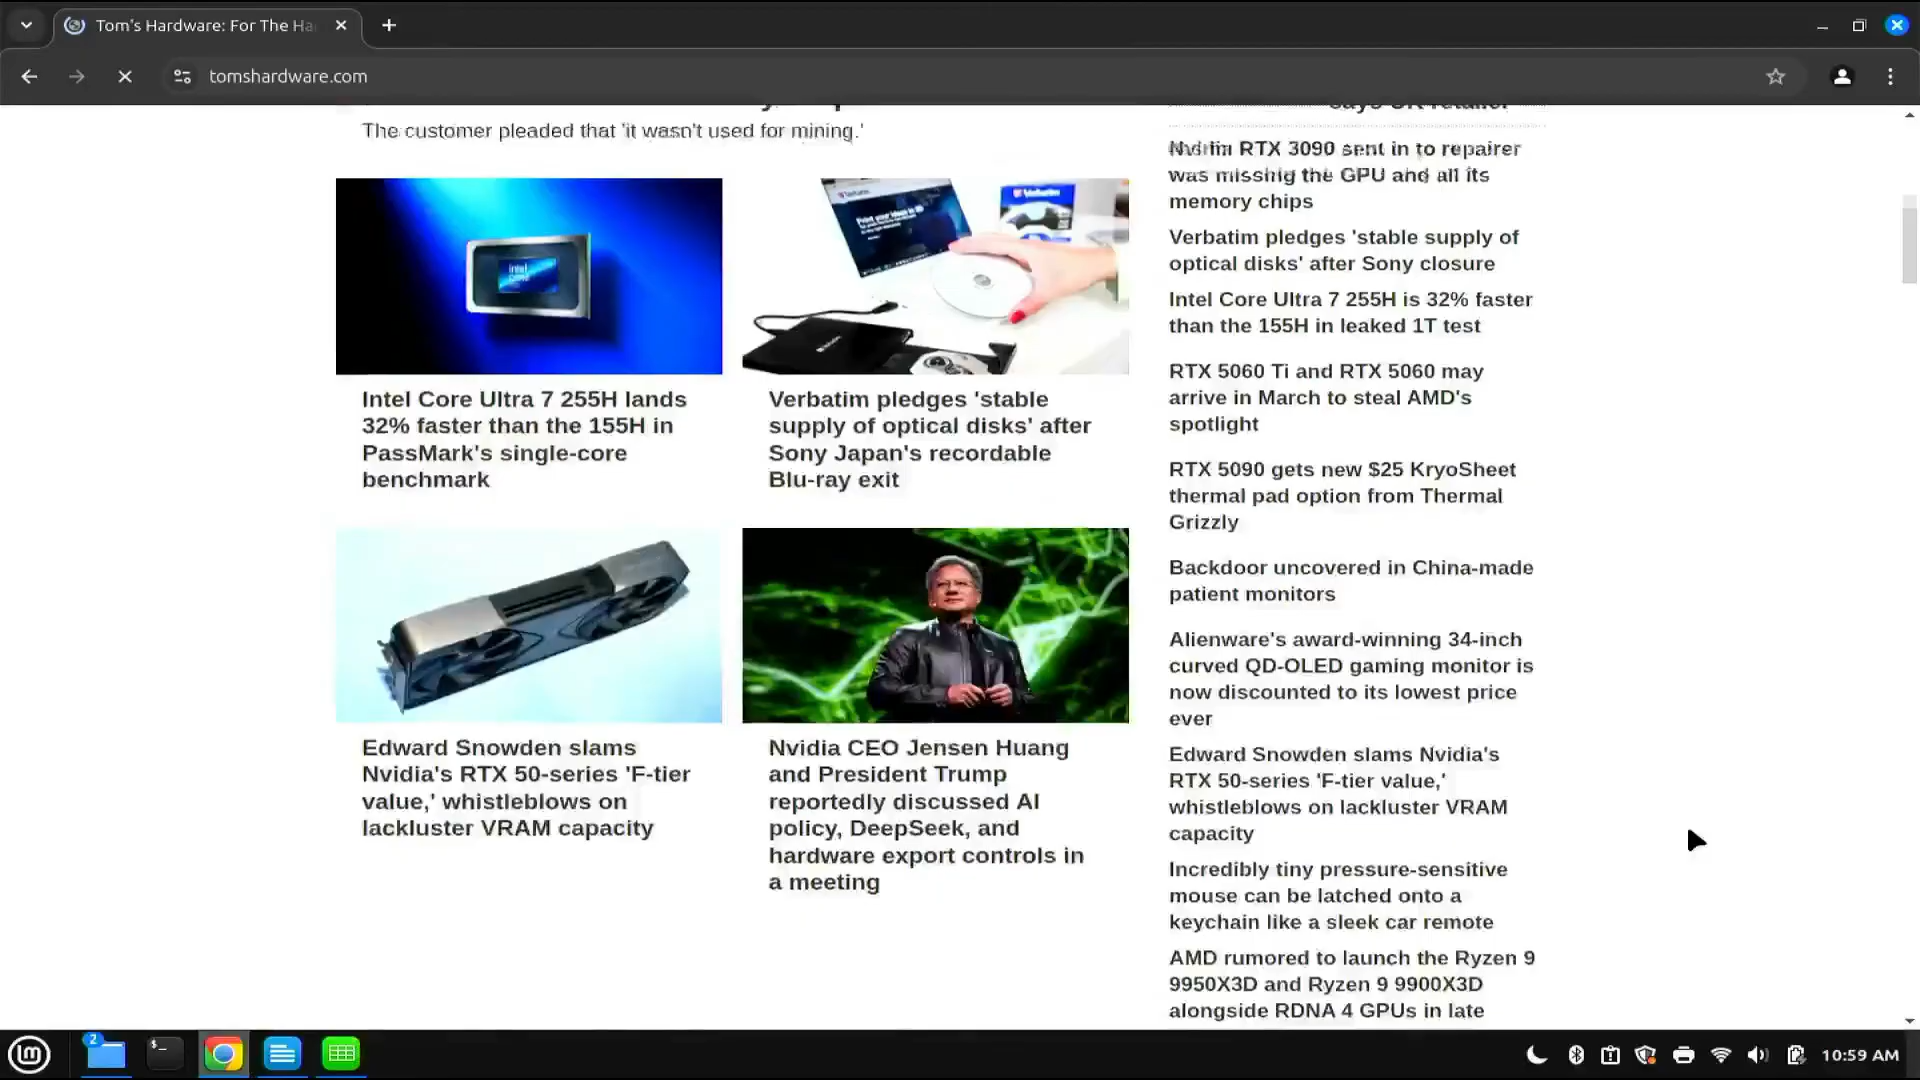 Tom's Hardware: For The Ha
tomshardware.com
The customer pleaded that 'it wasn't used for mining.'
Intel Core Ultra 7 255H lands
32% faster than the 155H in
PassMark's single-core
benchmark
Verbatim pledges 'stable
supply of optical disks' after
Sony Japan's recordable
Blu-ray exit
Edward Snowden slams
Nvidia's RTX 50-series 'F-tier
value,' whistleblows on
lackluster VRAM capacity
Nvidia CEO Jensen Huang
and President Trump
reportedly discussed AI
policy, DeepSeek, and
hardware export controls in
a meeting
says UK retailer
RTX 3090 sent in to repairer
was missing the GPU and all its
memory chips
Verbatim pledges 'stable supply of
optical disks' after Sony closure
Intel Core Ultra 7 255H is 32% faster
than the 155H in leaked 1T test
RTX 5060 Ti and RTX 5060 may
arrive in March to steal AMD's
spotlight
RTX 5090 gets new $25 KryoSheet
thermal pad option from Thermal
Grizzly
Backdoor uncovered in China-made
patient monitors
Alienware's award-winning 34-inch
curved QD-OLED gaming monitor is
now discounted to its lowest price
ever
Edward Snowden slams Nvidia's
RTX 50-series 'F-tier value,'
whistleblows on lackluster VRAM
capacity
Incredibly tiny pressure-sensitive
mouse can be latched onto a
keychain like a sleek car remote
AMD rumored to launch the Ryzen 9
9950X3D and Ryzen 9 9900X3D
alongside RDNA 4 GPUs in late
2
10:59 AM